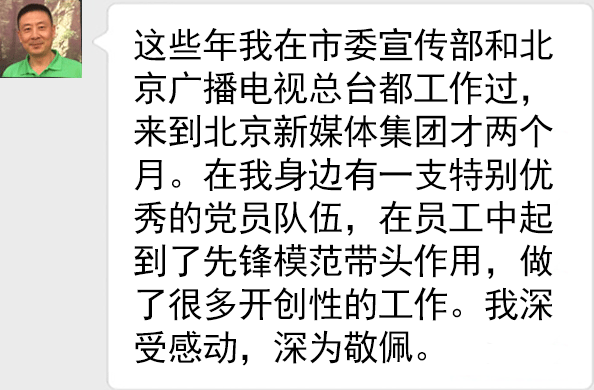 这些年我在市委宣传部和北
京广播电视总台都工作过，
来到北京新媒体集团才两个
月。在我身边有一支特别优
秀的党员队伍，在员工中起
到了先锋模范带头作用，做
了很多开创性的工作。我深
受感动，深为敬佩。